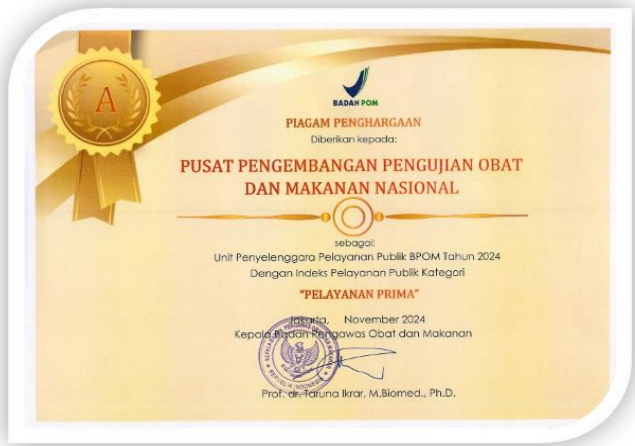 A
BADAN POM
PIAGAM PENGHARGAAN
Diberikan kepada:
PUSAT PENGEMBANGAN PENGUJIAN OBAT
DAN MAKANAN NASIONAL
sebagai:
Unit Penyelenggara Pelayanan Publik BPOM Tahun 2024
Dengan Indeks Pelayanan Publik Kategori
"PELAYANAN PRIMA"
Jakarta, November 2024
Kepala Badan Pengawas Obat dan Makanan
REPUBLIK INDONESIA
Prof. dr. Taruna Ikrar, M.Biomed., Ph.D.